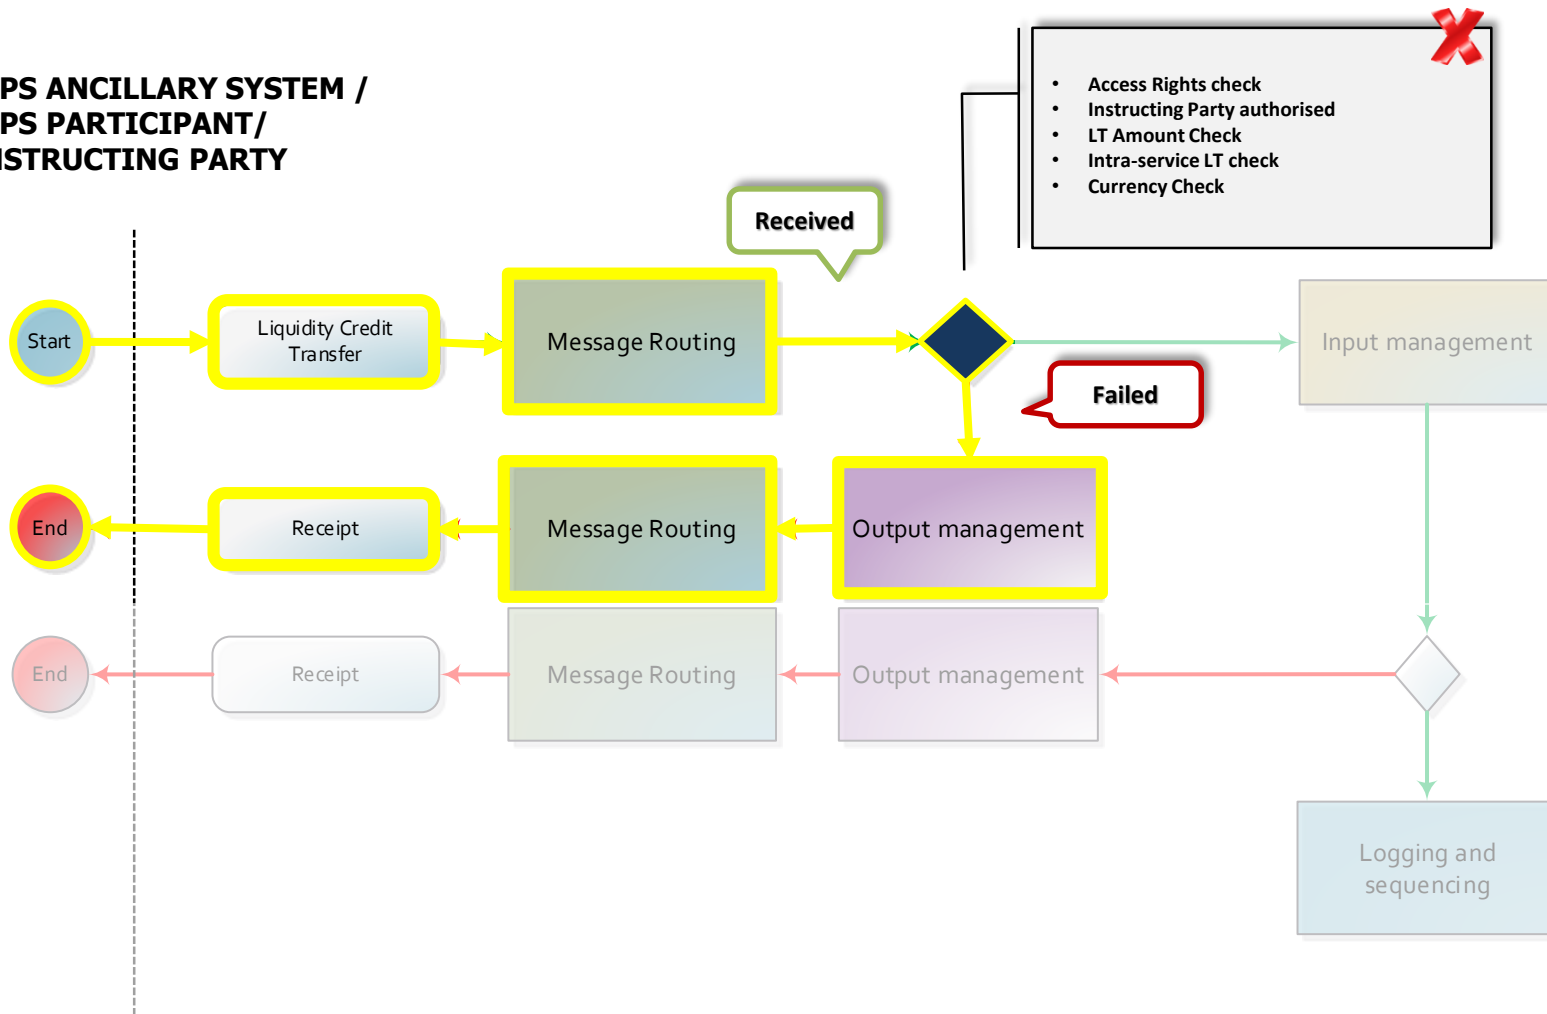 PS ANCILLARY SYSTEM /
PS PARTICIPANT/
NSTRUCTING PARTY
• Access Rights check
• Instructing Party authorised
• LT Amount Check
• Intra-service LT check
• Currency Check
Received
Start
Liquidity Credit
Transfer
Message Routing
Input management
Failed
End
Receipt
Message Routing
Output management
End
Receipt
Message Routing
Output management
Logging and
sequencing